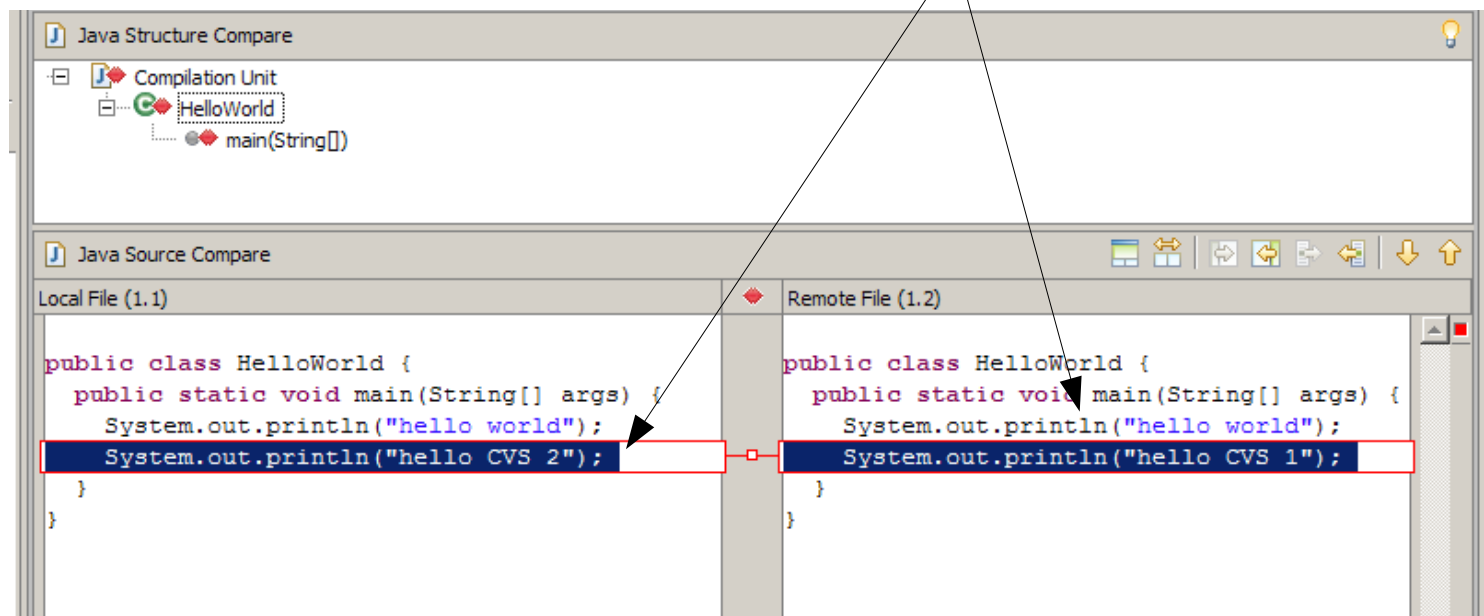 Java Structure Compare
Compilation Unit
HelloWorld
main(String[])
Java Source Compare
Local File (1.1)
Remote File (1.2)
public class HelloWorld {
public static void main(String[] args) {
System.out.println("hello world");
System.out.println("hello CVS 2");
}
}
public class HelloWorld {
public static void main(String[] args) {
System.out.println("hello world");
System.out.println("hello CVS 1");
}
}